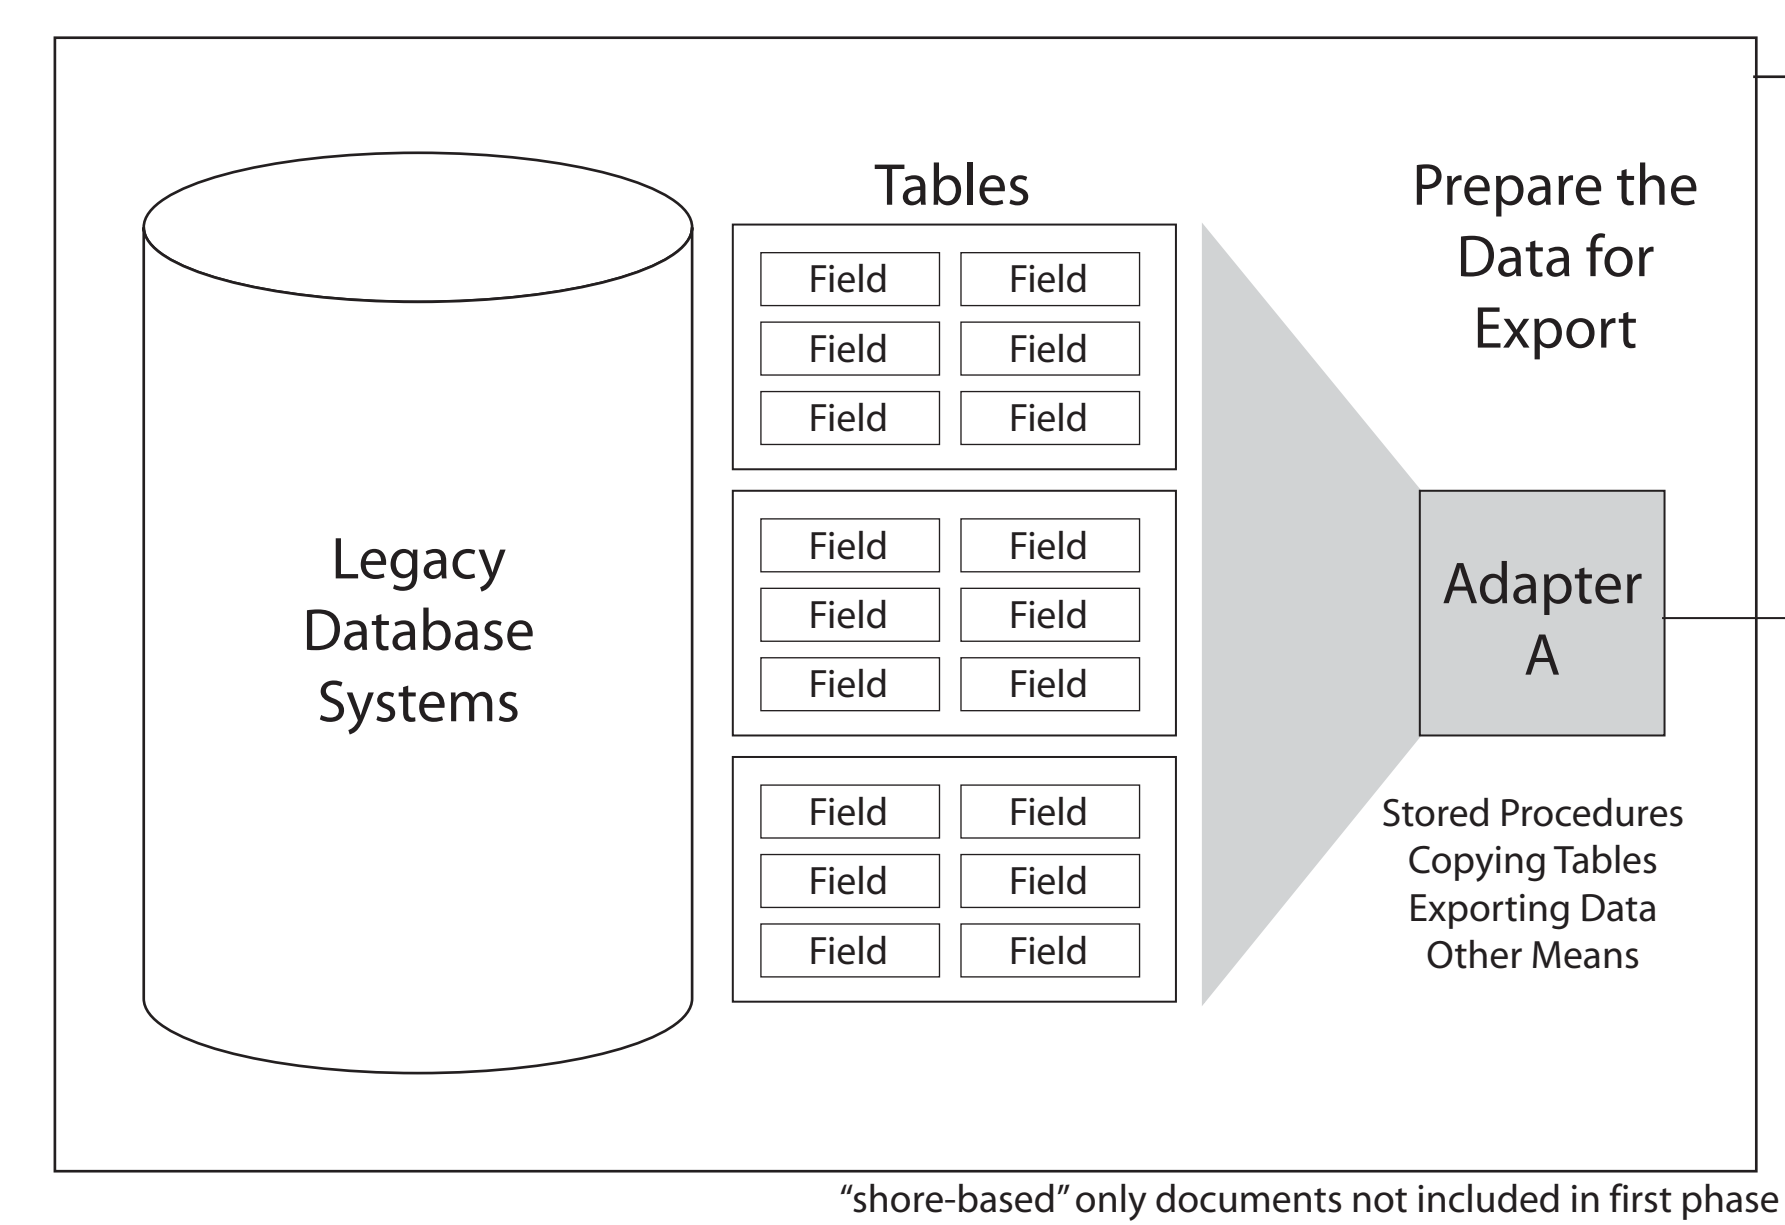 Tables
Prepare the
Data for
Export
Field Field
Field Field
Field Field
Legacy
Database
Systems
Field Field
Field Field
Field Field
Adapter
A
Field Field
Field Field
Field Field
Stored Procedures
Copying Tables
Exporting Data
Other Means
“shore-based” only documents not included in first phase